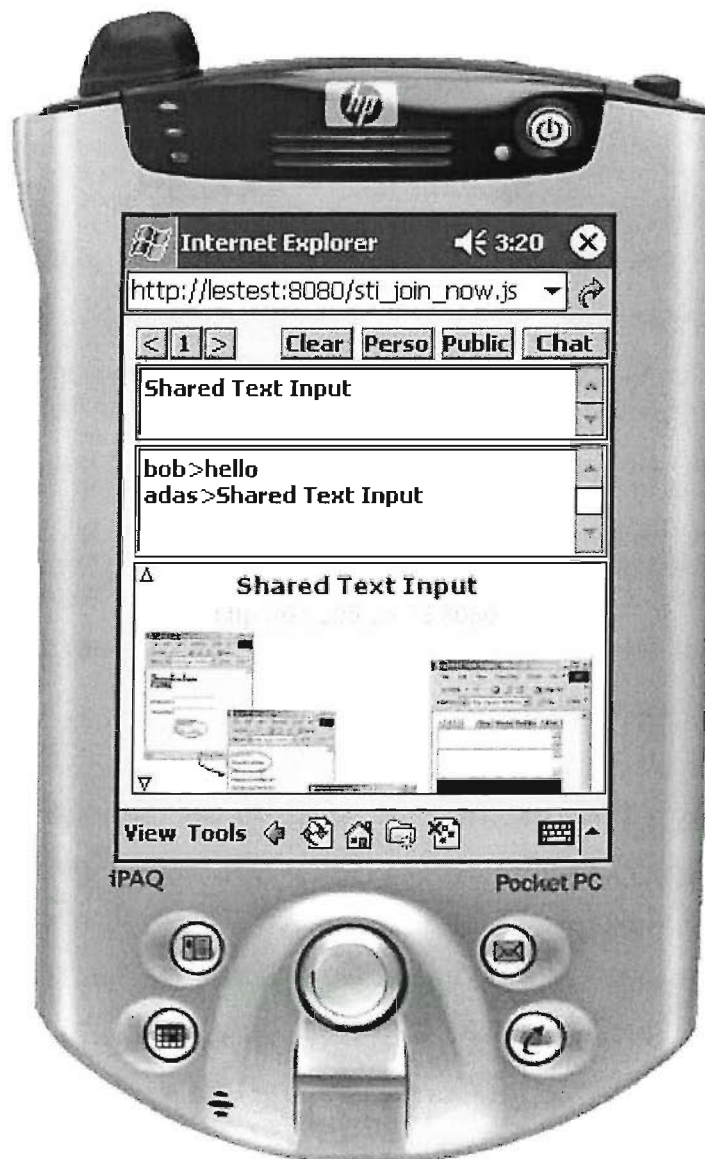 hp
Internet Explorer 3:20
http://lestest:8080/sti_join_now.js
< 1 > Clear Perso Public Chat
Shared Text Input
bob>hello
adas>Shared Text Input
Shared Text Input
View Tools
iPAQ Pocket PC